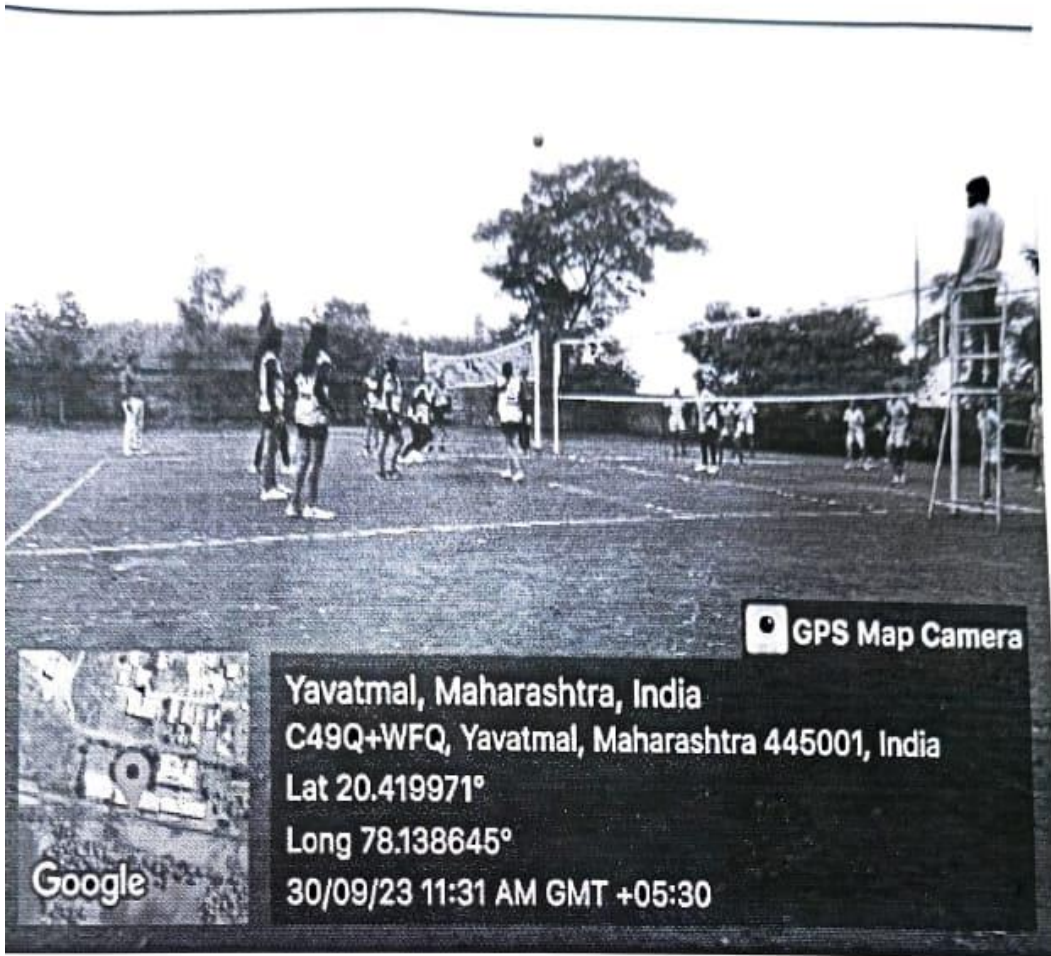 GPS Map Camera
Yavatmal, Maharashtra, India
C49Q+WFQ, Yavatmal, Maharashtra 445001, India
Lat 20.419971°
Long 78.138645°
30/09/23 11:31 AM GMT +05:30
Google